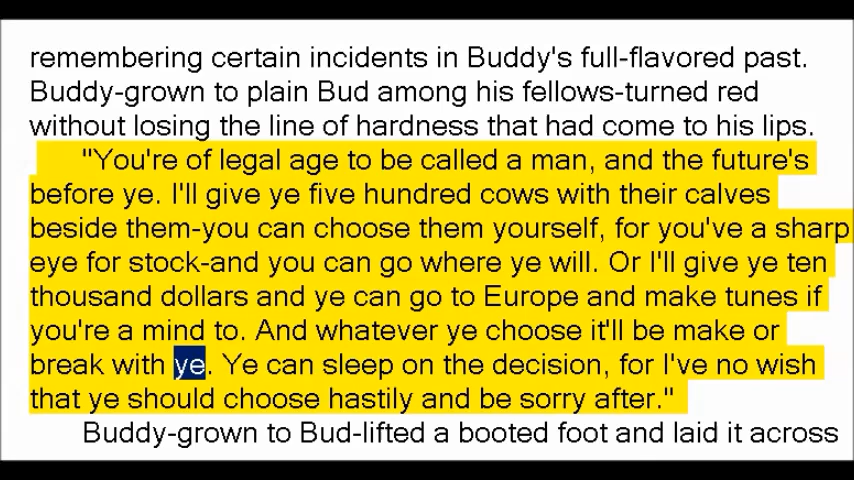 remembering certain incidents in Buddy's full-flavored past.
Buddy-grown to plain Bud among his fellows-turned red
without losing the line of hardness that had come to his lips.
"You're of legal age to be called a man, and the future's
before ye. I'll give ye five hundred cows with their calves
beside them-you can choose them yourself, for you've a sharp
eye for stock-and you can go where ye will. Or I'll give ye ten
thousand dollars and ye can go to Europe and make tunes if
you're a mind to. And whatever ye choose it'll be make or
break with ye. Ye can sleep on the decision, for I've no wish
that ye should choose hastily and be sorry after."
Buddy-grown to Bud-lifted a booted foot and laid it across